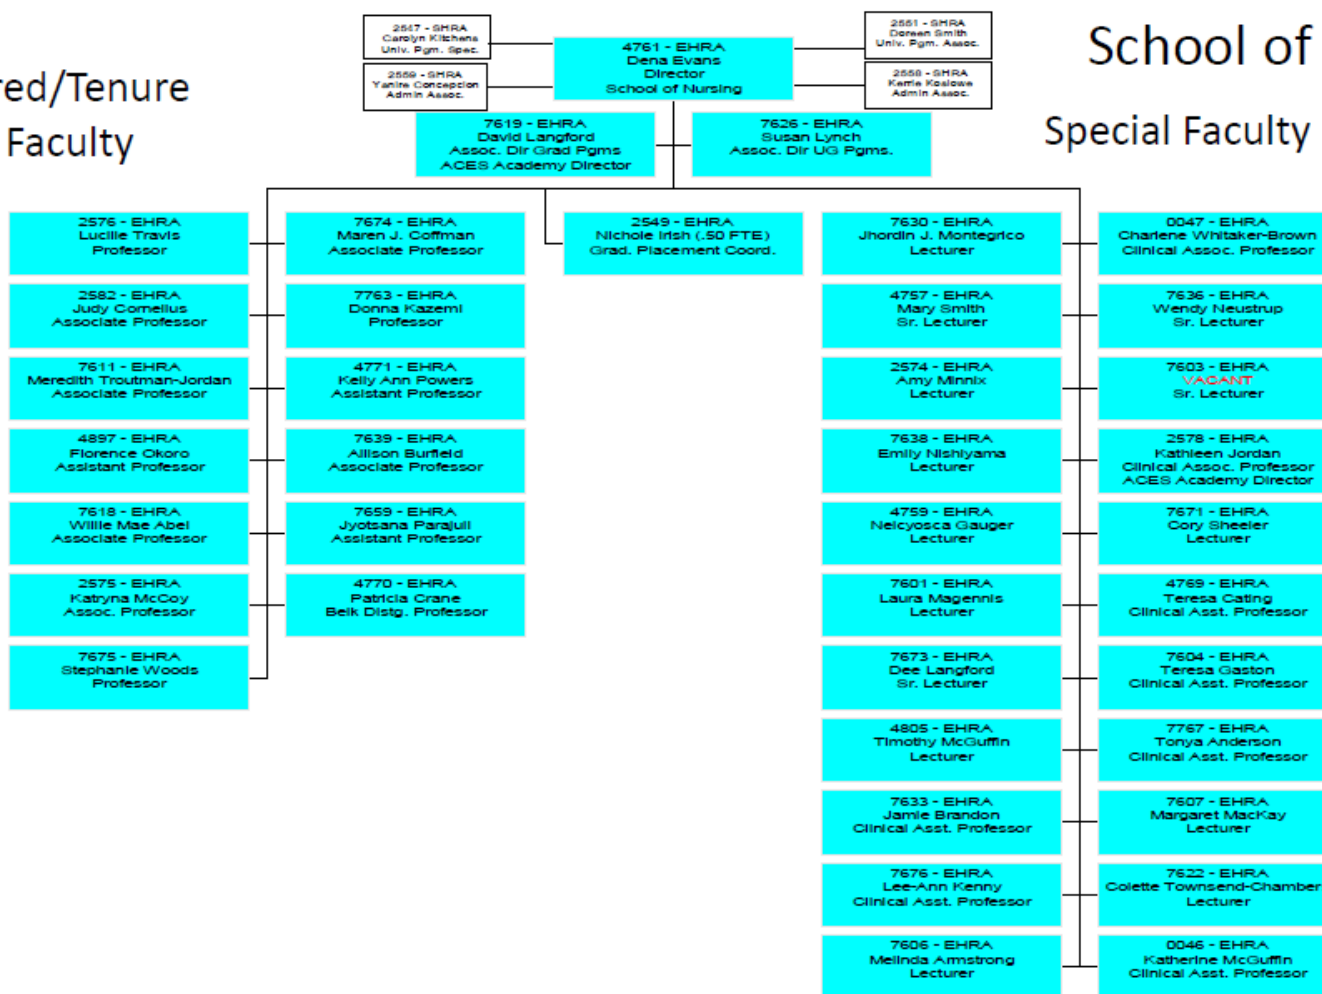 School of
red/Tenure
Faculty
Special Faculty
2547 - SHRA
Carolyn Kitchens
Univ. Pgm. Spec.
2559 - SHRA
Yanire Concepcion
Admin Assoc.
4761 - EHRA
Dena Evans
Director
School of Nursing
2551 - SHRA
Doreen Smith
Univ. Pgm. Assoc.
2558 - SHRA
Kerrie Koslowe
Admin Assoc.
7619 - EHRA
David Langford
Assoc. Dir Grad Pgms
ACES Academy Director
7626 - EHRA
Susan Lynch
Assoc. Dir UG Pgms.
2576 - EHRA
Lucille Travis
Professor
2582 - EHRA
Judy Cornelius
Associate Professor
7611 - EHRA
Meredith Troutman-Jordan
Associate Professor
4897 - EHRA
Florence Okoro
Assistant Professor
7618 - EHRA
Willie Mae Abel
Associate Professor
2575 - EHRA
Katryna McCoy
Assoc. Professor
7675 - EHRA
Stephanie Woods
Professor
7674 - EHRA
Maren J. Coffman
Associate Professor
7763 - EHRA
Donna Kazemi
Professor
4771 - EHRA
Kelly Ann Powers
Assistant Professor
7639 - EHRA
Allison Burfield
Associate Professor
7659 - EHRA
Jyotsana Parajuli
Assistant Professor
4770 - EHRA
Patricia Crane
Belk Distg. Professor
2549 - EHRA
Nichole Irish (.50 FTE)
Grad. Placement Coord.
7630 - EHRA
Jhordin J. Montegrico
Lecturer
4757 - EHRA
Mary Smith
Sr. Lecturer
2574 - EHRA
Amy Minnix
Lecturer
7638 - EHRA
Emily Nishiyama
Lecturer
4759 - EHRA
Nelcyosca Gauger
Lecturer
7601 - EHRA
Laura Magennis
Lecturer
7673 - EHRA
Dee Langford
Sr. Lecturer
4805 - EHRA
Timothy McGuffin
Lecturer
7633 - EHRA
Jamie Brandon
Clinical Asst. Professor
7676 - EHRA
Lee-Ann Kenny
Clinical Asst. Professor
7606 - EHRA
Melinda Armstrong
Lecturer
0047 - EHRA
Charlene Whitaker-Brown
Clinical Assoc. Professor
7636 - EHRA
Wendy Neustrup
Sr. Lecturer
7603 - EHRA
VACANT
Sr. Lecturer
2578 - EHRA
Kathleen Jordan
Clinical Assoc. Professor
ACES Academy Director
7671 - EHRA
Cory Sheeler
Lecturer
4769 - EHRA
Teresa Cating
Clinical Asst. Professor
7604 - EHRA
Teresa Gaston
Clinical Asst. Professor
7767 - EHRA
Tonya Anderson
Clinical Asst. Professor
7607 - EHRA
Margaret MacKay
Lecturer
7622 - EHRA
Colette Townsend-Chamber
Lecturer
0046 - EHRA
Katherine McGuffin
Clinical Asst. Professor